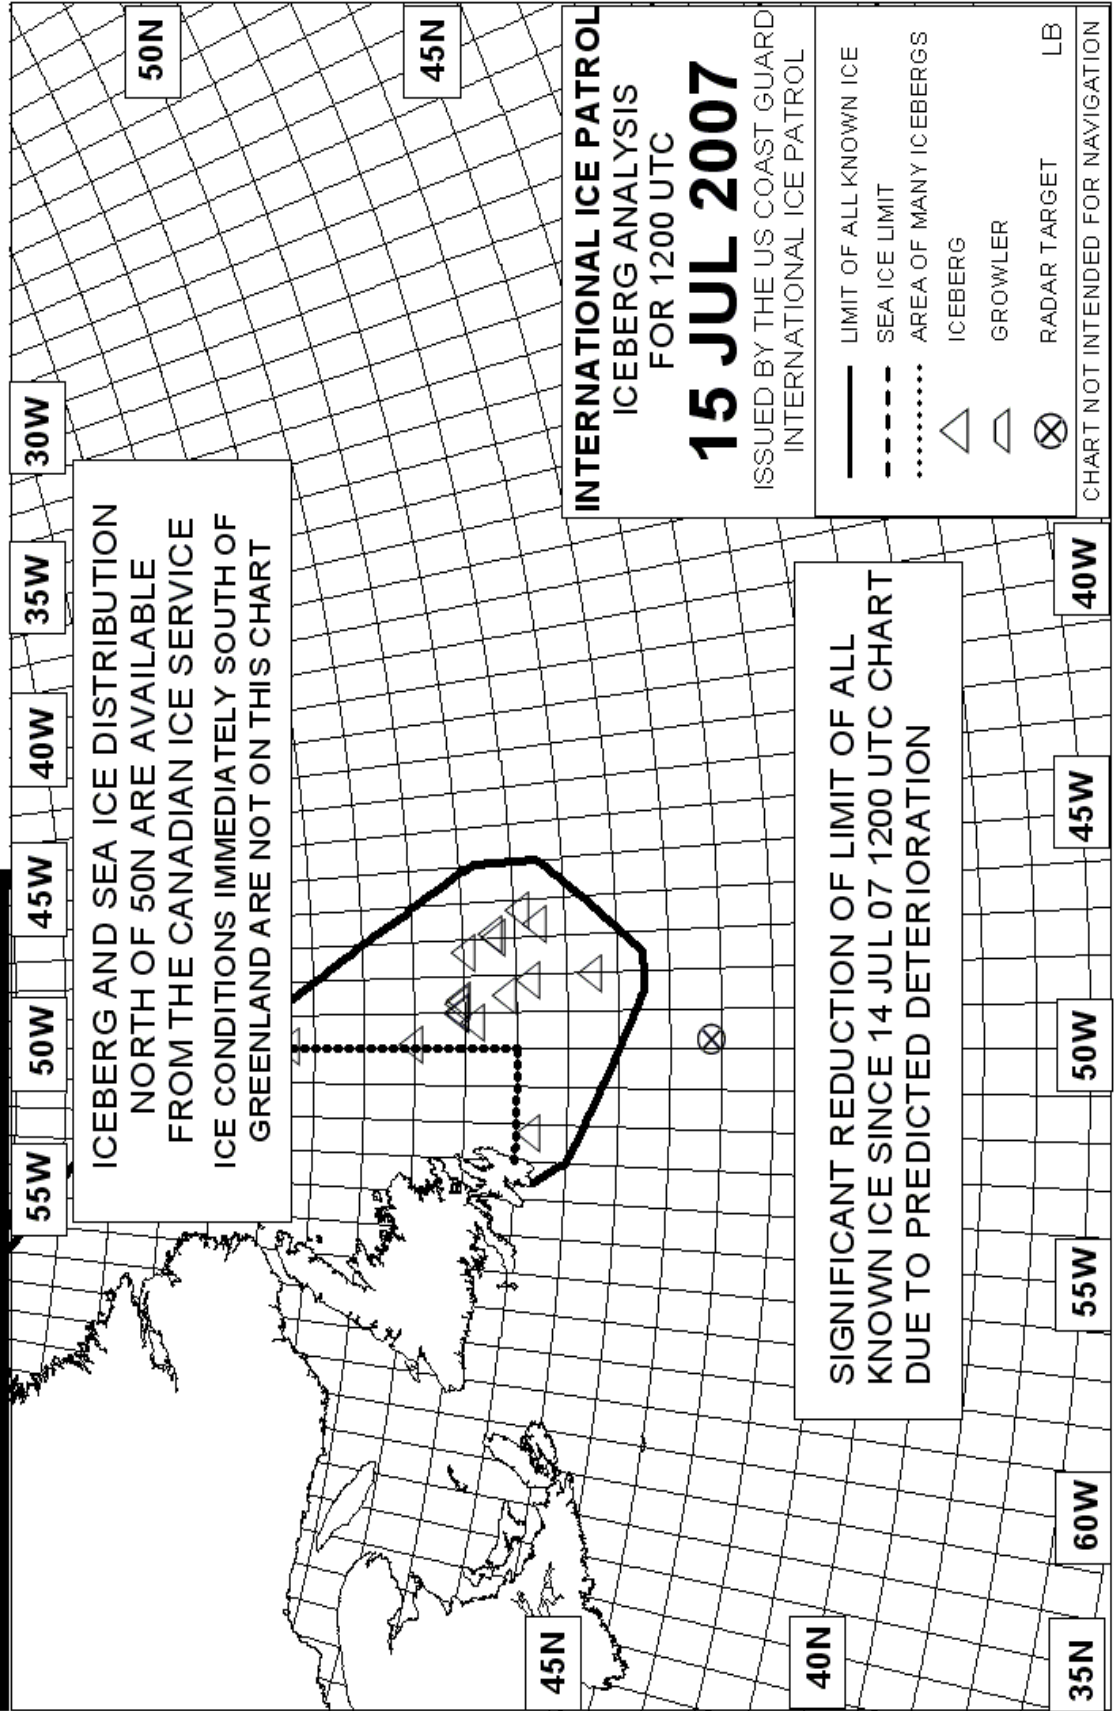 55W
50W
45W
40W
35W
30W
ICEBERG AND SEA ICE DISTRIBUTION
NORTH OF 50N ARE AVAILABLE
FROM THE CANADIAN ICE SERVICE
ICE CONDITIONS IMMEDIATELY SOUTH OF
GREENLAND ARE NOT ON THIS CHART
50N
45N
INTERNATIONAL ICE PATROL
ICEBERG ANALYSIS
FOR 1200 UTC
15 JUL 2007
ISSUED BY THE US COAST GUARD
INTERNATIONAL ICE PATROL
LIMIT OF ALL KNOWN ICE
SEA ICE LIMIT
AREA OF MANY ICEBERGS
ICEBERG
GROWLER
RADAR TARGET LB
CHART NOT INTENDED FOR NAVIGATION
SIGNIFICANT REDUCTION OF LIMIT OF ALL
KNOWN ICE SINCE 14 JUL 07 1200 UTC CHART
DUE TO PREDICTED DETERIORATION
45N
40N
35N
60W
55W
50W
45W
40W